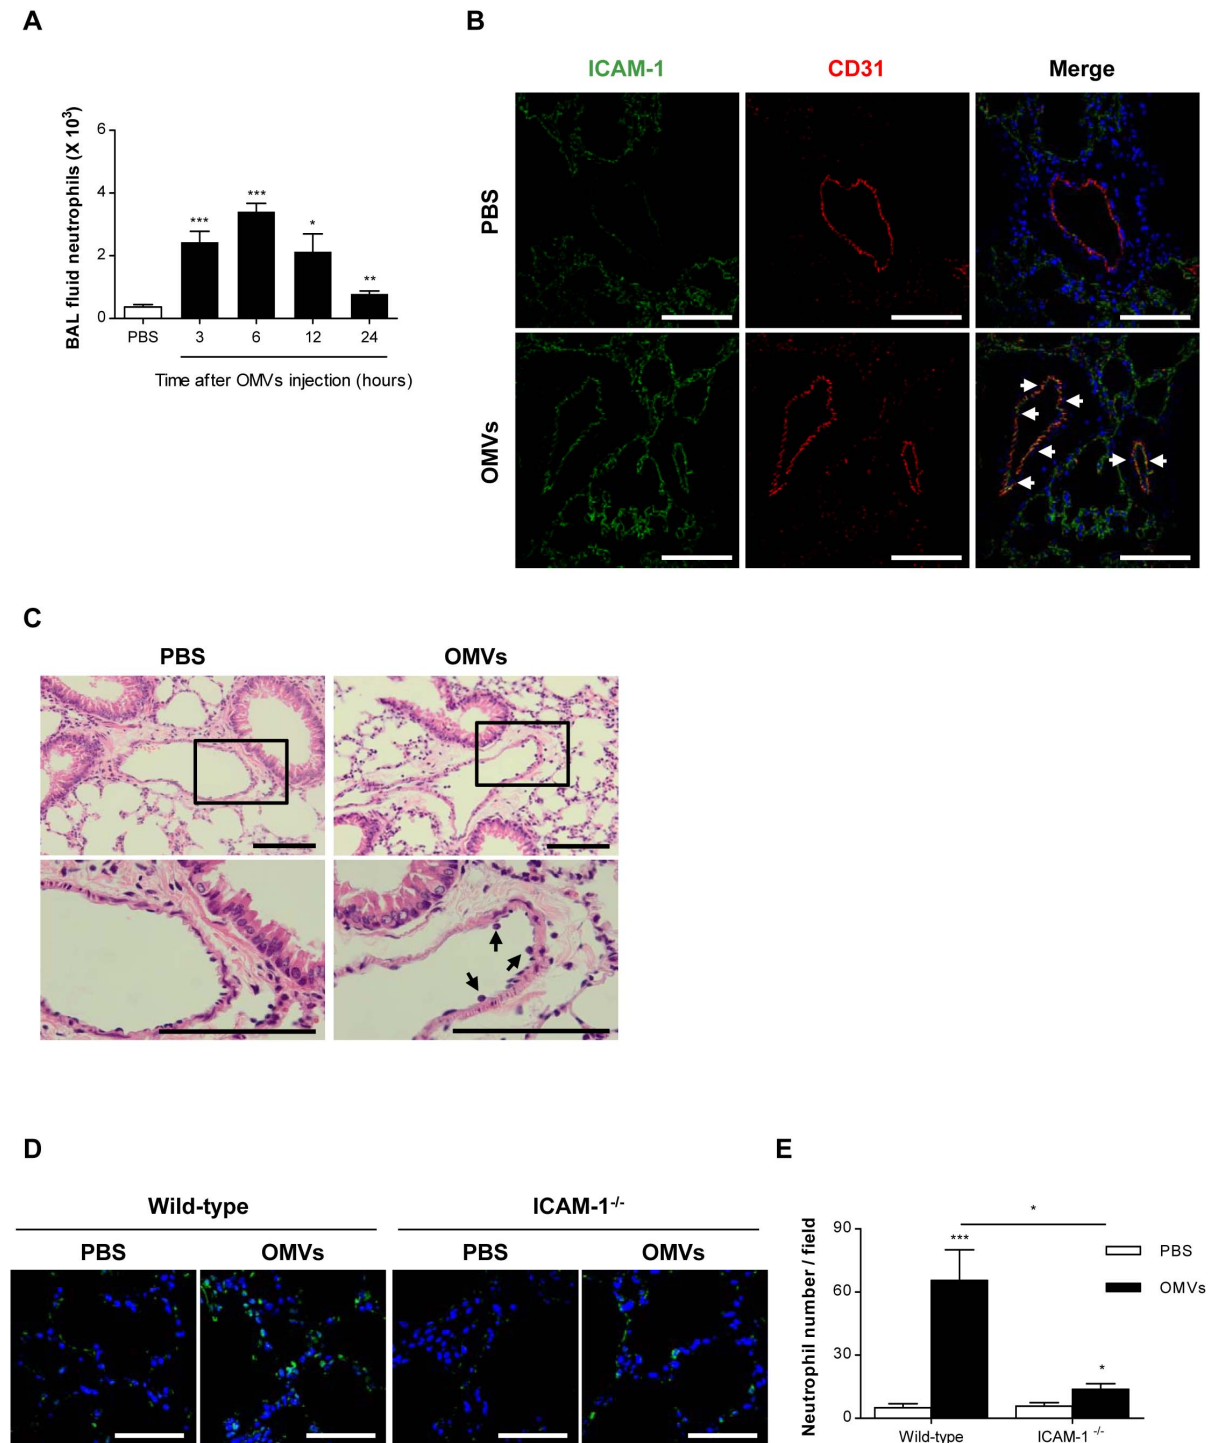 A
BAL fluid neutrophils (X 10³)
6
4
2
0
***
***
*
**
PBS
3
6
12
24
Time after OMVs injection (hours)
B
ICAM-1
CD31
Merge
PBS
OMVs
C
PBS
OMVs
D
Wild-type
ICAM-1⁻/⁻
PBS
OMVs
PBS
OMVs
E
Neutrophil number / field
90
60
30
0
***
*
*
PBS
OMVs
Wild-type
ICAM-1 ⁻/⁻